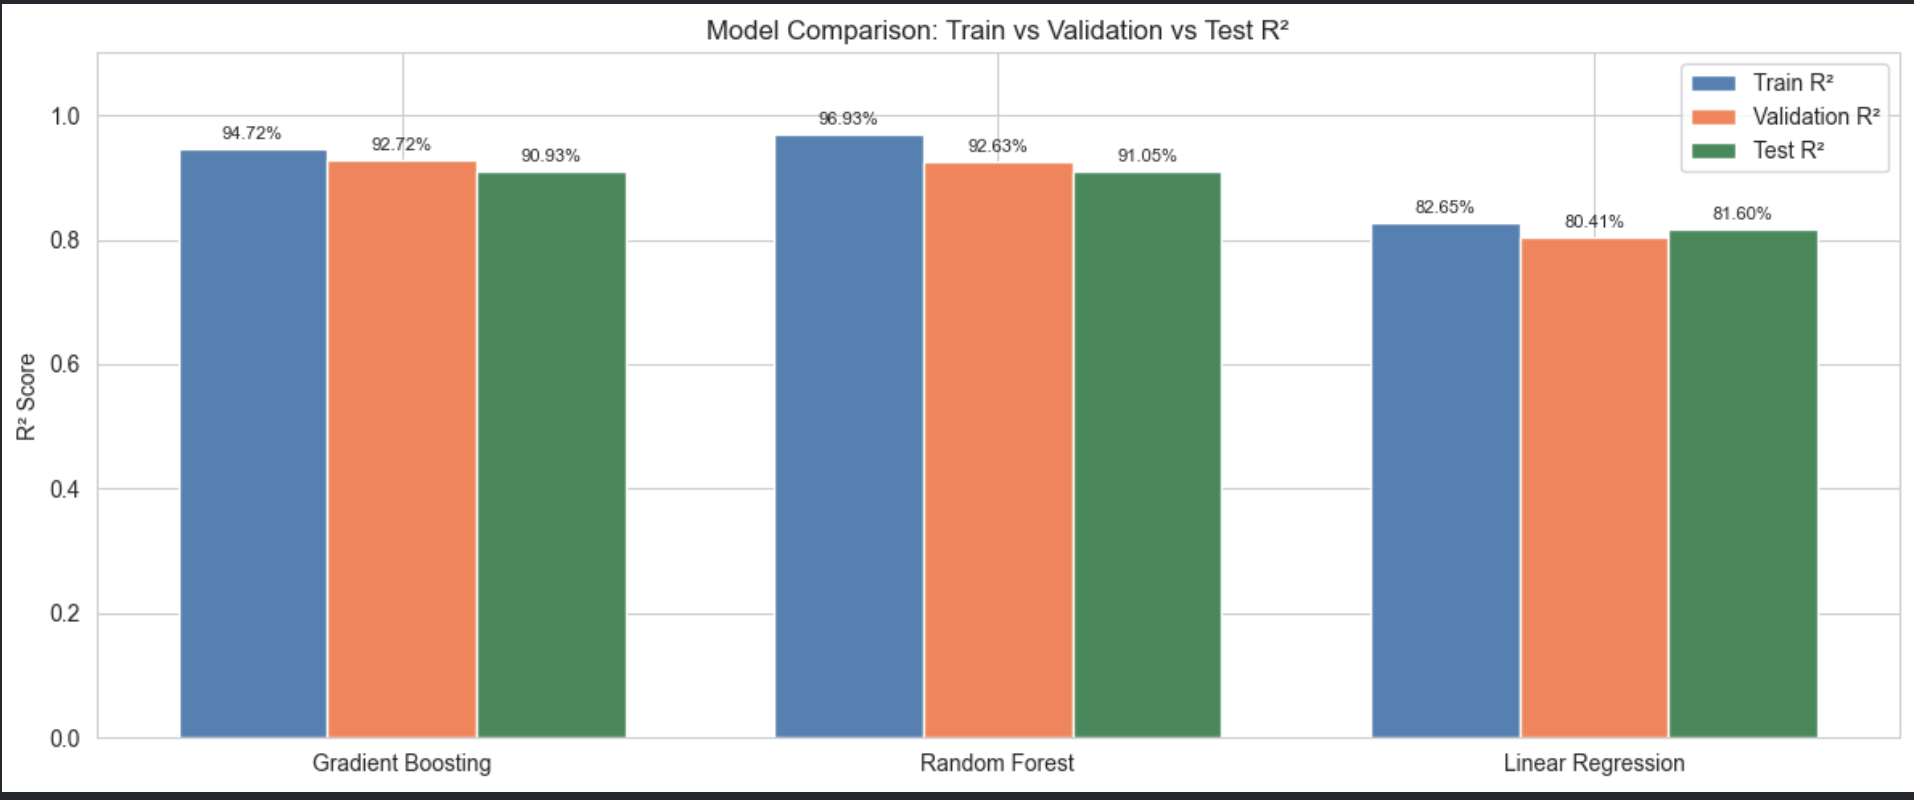 Model Comparison: Train vs Validation vs Test R²
Train R²
Validation R²
Test R²
R² Score
1.0
0.8
0.6
0.4
0.2
0.0
94.72%
92.72%
90.93%
96.93%
92.63%
91.05%
82.65%
80.41%
81.60%
Gradient Boosting
Random Forest
Linear Regression